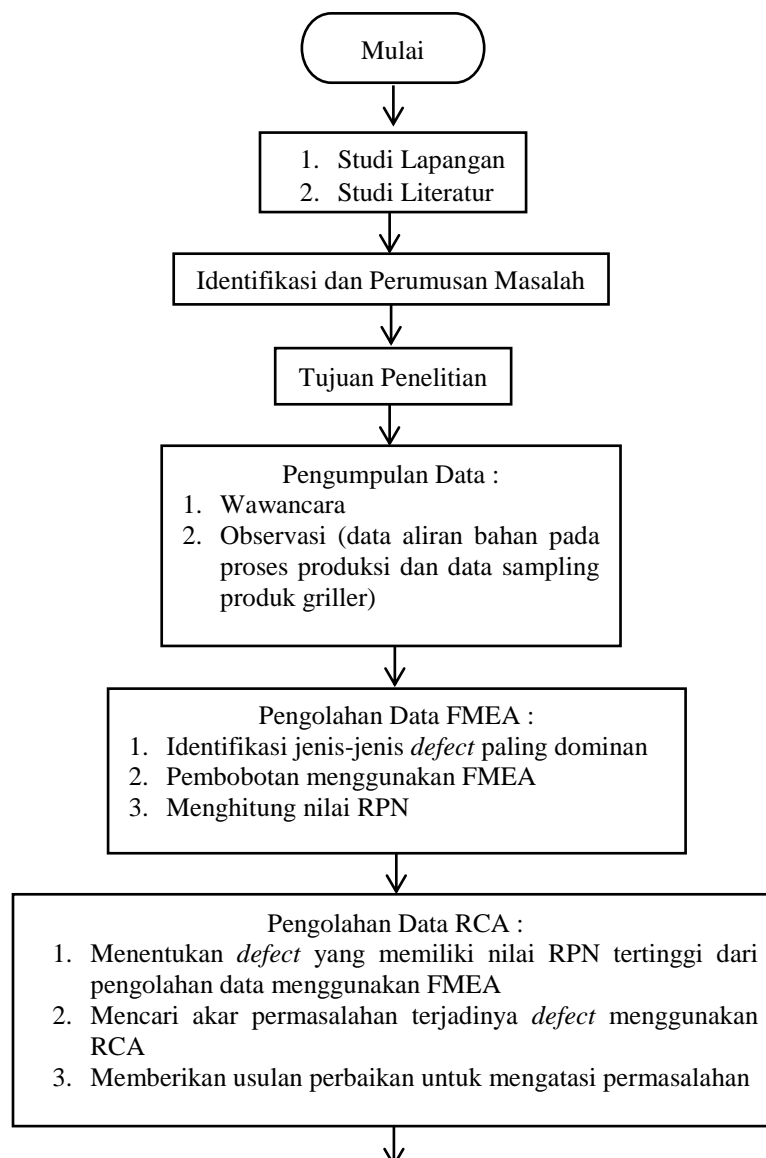 Mulai
1. Studi Lapangan
2. Studi Literatur
Identifikasi dan Perumusan Masalah
Tujuan Penelitian
Pengumpulan Data :
1. Wawancara
2. Observasi (data aliran bahan pada
proses produksi dan data sampling
produk griller)
Pengolahan Data FMEA :
1. Identifikasi jenis-jenis defect paling dominan
2. Pembobotan menggunakan FMEA
3. Menghitung nilai RPN
Pengolahan Data RCA :
1. Menentukan defect yang memiliki nilai RPN tertinggi dari
pengolahan data menggunakan FMEA
2. Mencari akar permasalahan terjadinya defect menggunakan
RCA
3. Memberikan usulan perbaikan untuk mengatasi permasalahan